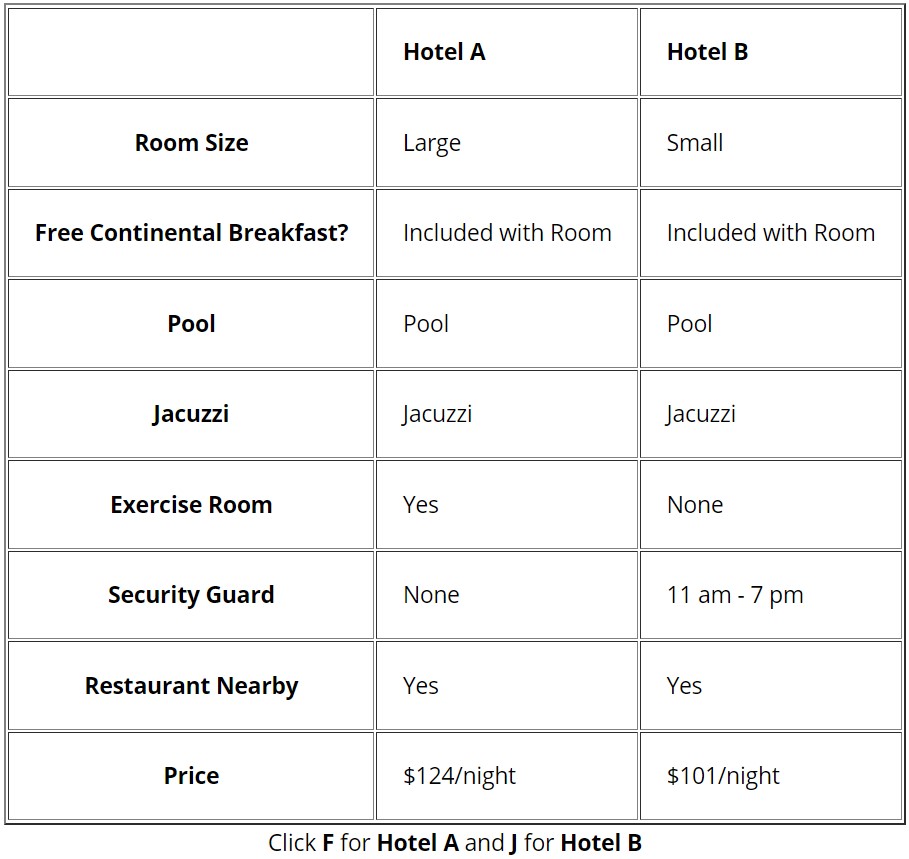 Hotel A Hotel B
Room Size Large Small
Free Continental Breakfast? Included with Room Included with Room
Pool Pool Pool
Jacuzzi Jacuzzi Jacuzzi
Exercise Room Yes None
Security Guard None 11 am - 7 pm
Restaurant Nearby Yes Yes
Price $124/night $101/night
Click F for Hotel A and J for Hotel B